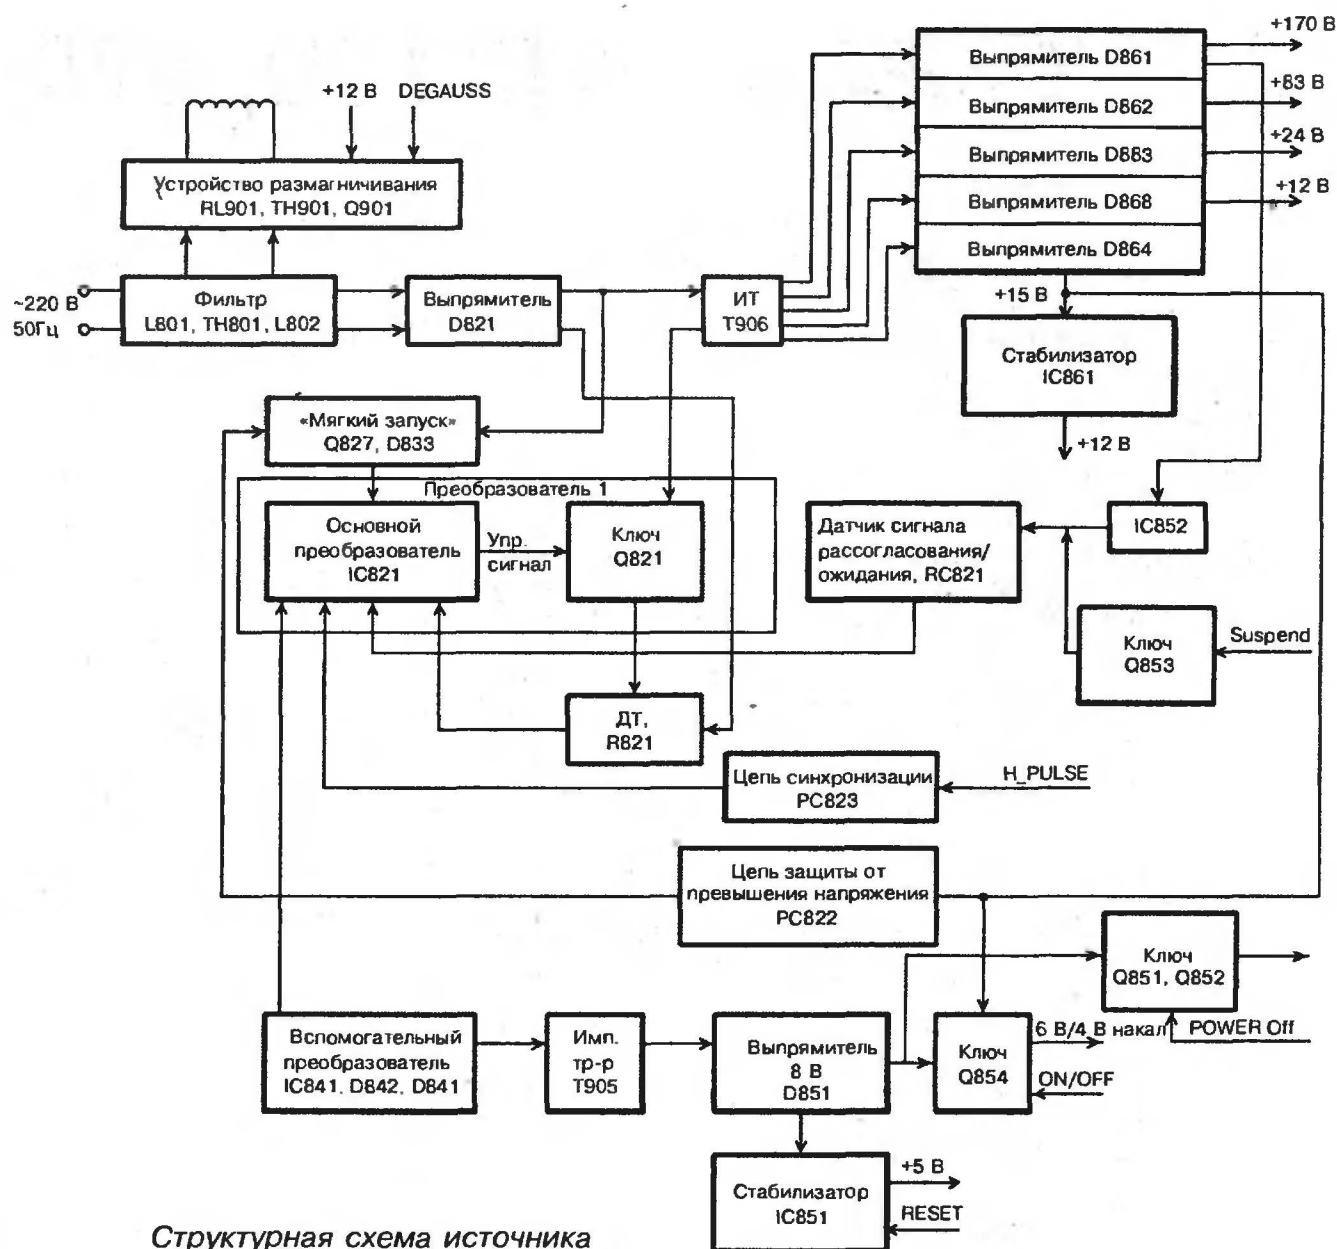 +170 В
Выпрямитель D861
+83 В
Выпрямитель D862
+24 В
Выпрямитель D883
+12 В
Выпрямитель D868
Выпрямитель D864
+12 В DEGAUSS
Устройство размагничивания
RL901, TH901, Q901
~220 В
50Гц
Фильтр
L801, TH801, L802
Выпрямитель
D821
ИТ
T906
+15 В
Стабилизатор
IC861
+12 В
«Мягкий запуск»
Q827, D833
Преобразователь 1
Основной
преобразователь
IC821
Упр.
сигнал
Ключ
Q821
Датчик сигнала
рассогласования/
ожидания, RC821
IC852
Ключ
Q853
Suspend
ДТ,
R821
Цепь синхронизации
PC823
H_PULSE
Цепь защиты от
превышения напряжения
PC822
Ключ
Q851, Q852
POWER Off
Вспомогательный
преобразователь
IC841, D842, D841
Имп.
тр-р
T905
Выпрямитель
8 В
D851
Ключ
Q854
6 В/4 В накал
ON/OFF
Стабилизатор
IC851
+5 В
RESET
Структурная схема источника